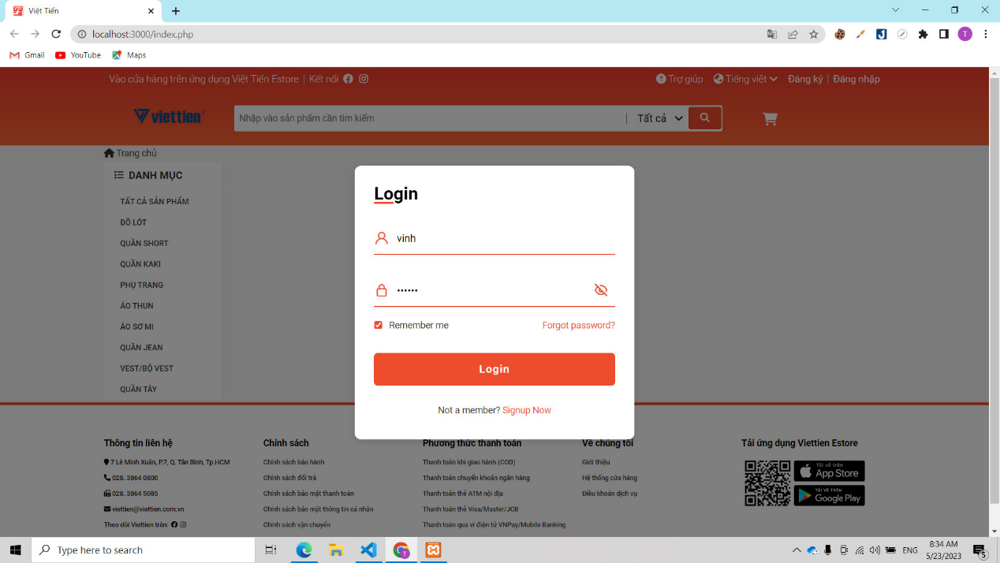 Việt Tiến
localhost:3000/index.php
Gmail YouTube Maps
Vào cửa hàng trên ứng dụng Việt Tiến Estore | Kết nối
Trợ giúp Tiếng việt Đăng ký | Đăng nhập
viettien
Nhập vào sản phẩm cần tìm kiếm | Tất cả
Trang chủ
DANH MỤC
TẤT CẢ SẢN PHẨM
ĐỒ LÓT
QUẦN SHORT
QUẦN KAKI
PHỤ TRANG
ÁO THUN
ÁO SƠ MI
QUẦN JEAN
VEST/BỘ VEST
QUẦN TÂY
Login
vinh
••••••
Remember me Forgot password?
Login
Not a member? Signup Now
Thông tin liên hệ
7 Lê Minh Xuân, P.7, Q. Tân Bình, Tp.HCM
028. 3864 0800
028. 3864 5085
viettien@viettien.com.vn
Theo dõi Viettien trên:
Chính sách
Chính sách bảo hành
Chính sách đổi trả
Chính sách bảo mật thanh toán
Chính sách bảo mật thông tin cá nhân
Chính sách vận chuyển
Phương thức thanh toán
Thanh toán khi giao hành (COD)
Thanh toán chuyển khoản ngân hàng
Thanh toán thẻ ATM nội địa
Thanh toán thẻ Visa/Master/JCB
Thanh toán qua ví điện tử VNPay/Mobile Banking
Về chúng tôi
Giới thiệu
Hệ thống cửa hàng
Điều khoản dịch vụ
Tải ứng dụng Viettien Estore
Tải về trên
App Store
TẢI VỀ TRÊN
Google Play
Type here to search
ENG
8:34 AM
5/23/2023
5